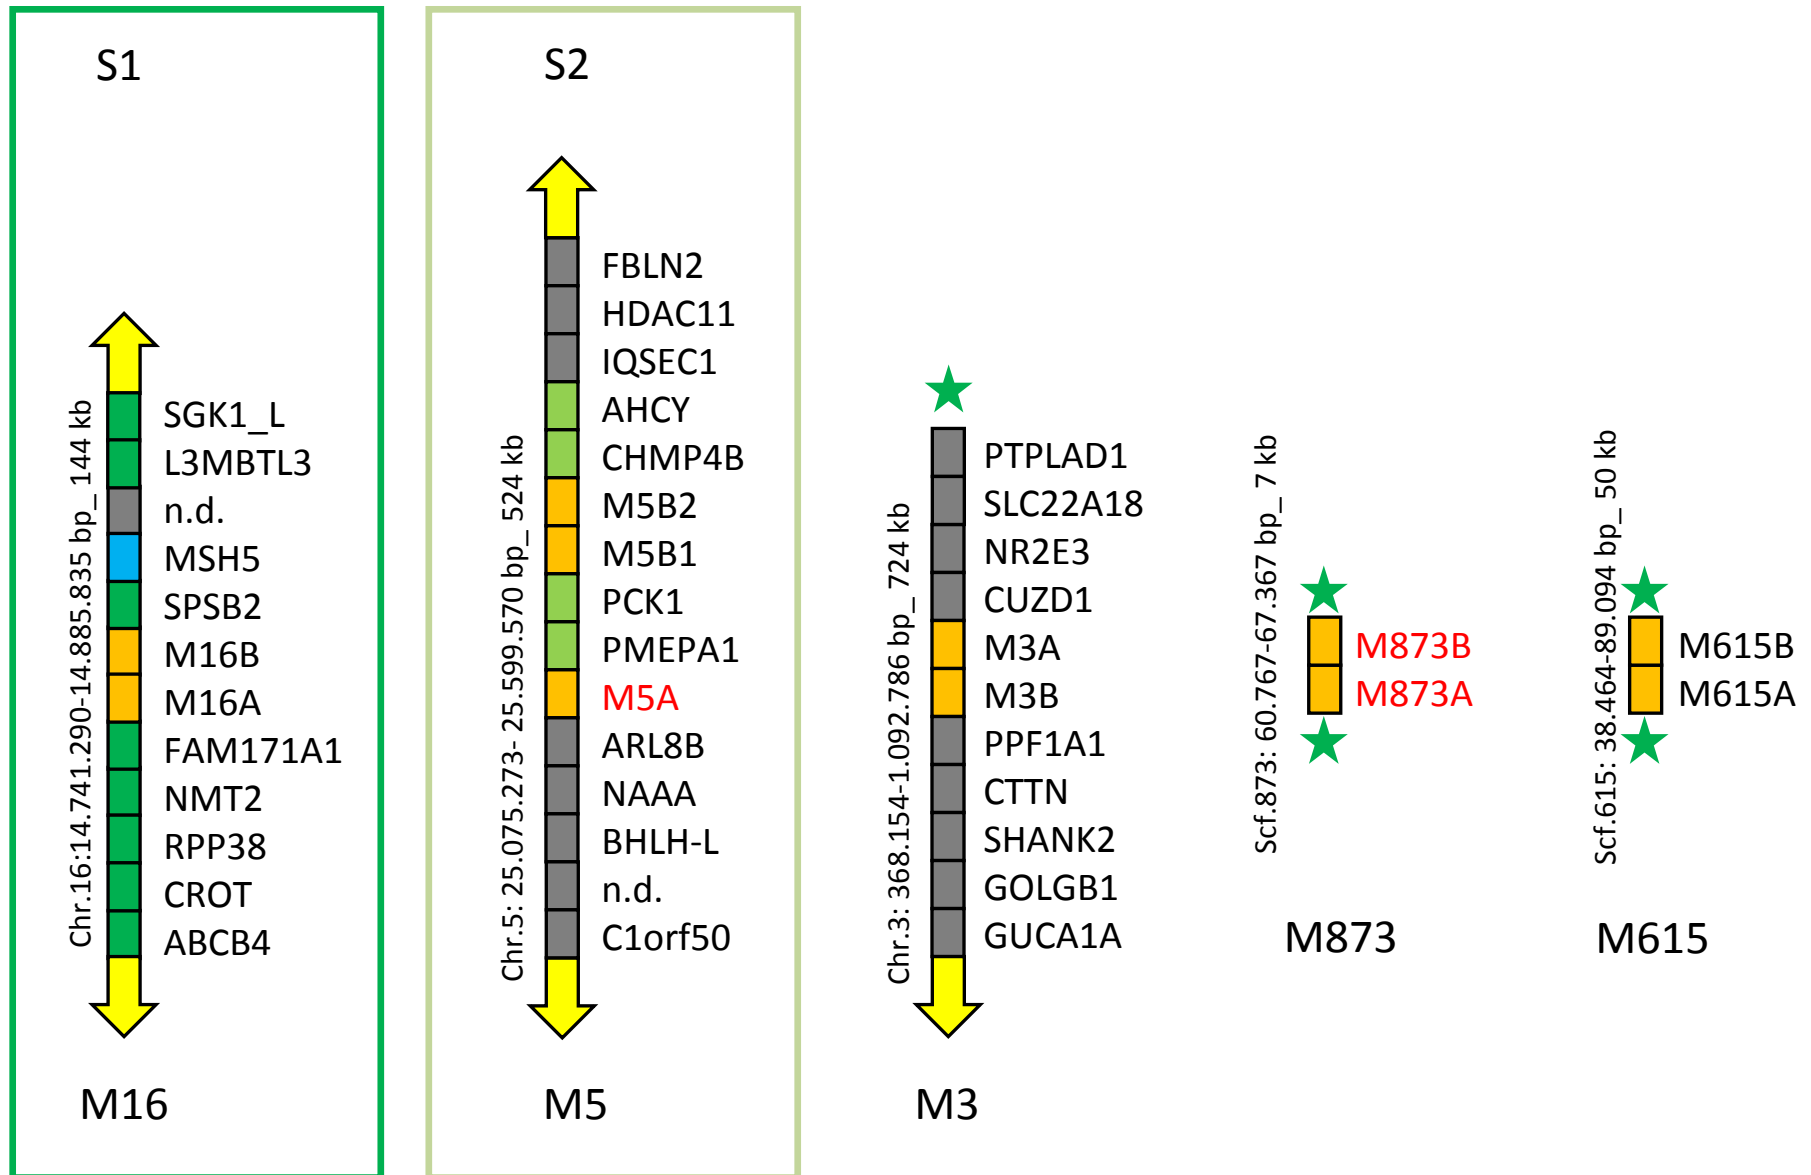 S1
Chr.16:14.741.290-14.885.835 bp_ 144 kb
SGK1_L
L3MBTL3
n.d.
MSH5
SPSB2
M16B
M16A
FAM171A1
NMT2
RPP38
CROT
ABCB4
M16
S2
Chr.5: 25.075.273- 25.599.570 bp_ 524 kb
FBLN2
HDAC11
IQSEC1
AHCY
CHMP4B
M5B2
M5B1
PCK1
PMEPA1
M5A
ARL8B
NAAA
BHLH-L
n.d.
C1orf50
M5
Chr.3: 368.154-1.092.786 bp_ 724 kb
PTPLAD1
SLC22A18
NR2E3
CUZD1
M3A
M3B
PPF1A1
CTTN
SHANK2
GOLGB1
GUCA1A
M3
Scf.873: 60.767-67.367 bp_ 7 kb
M873B
M873A
M873
Scf.615: 38.464-89.094 bp_ 50 kb
M615B
M615A
M615